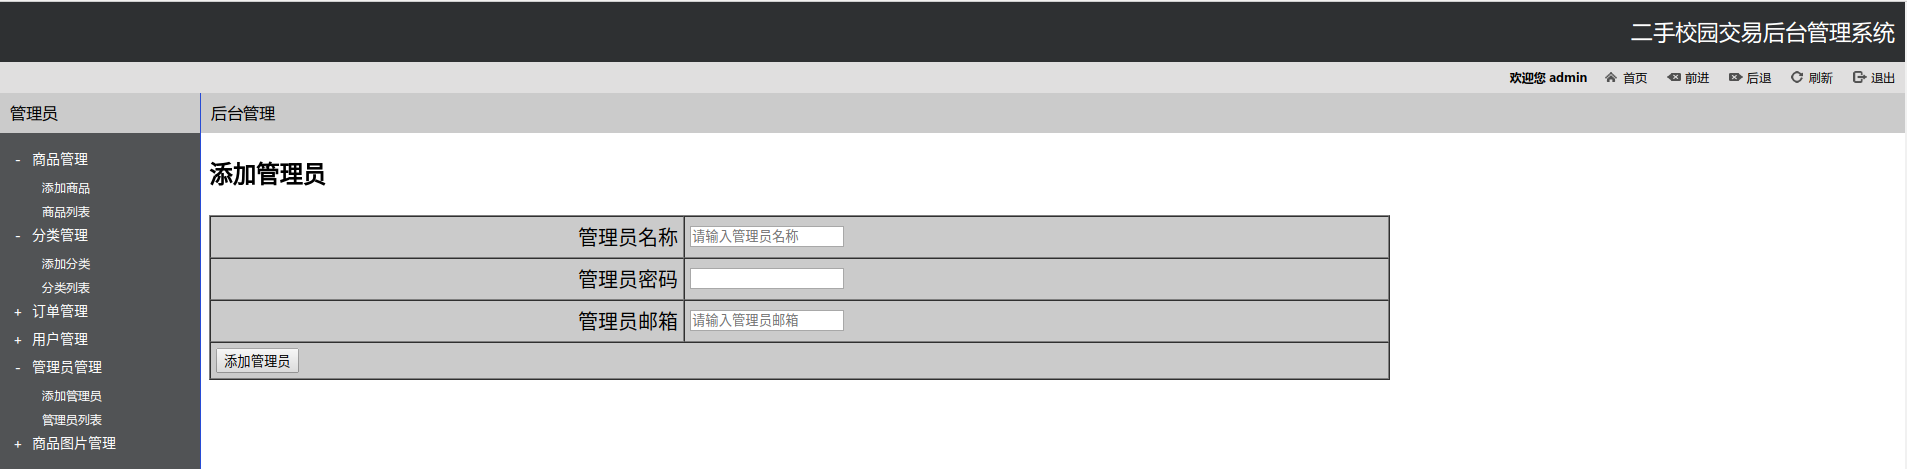 二手校园交易后台管理系统
欢迎您 admin 首页 前进 后退 刷新 退出
管理员
后台管理
- 商品管理
添加商品
商品列表
- 分类管理
添加分类
分类列表
+ 订单管理
+ 用户管理
- 管理员管理
添加管理员
管理员列表
+ 商品图片管理
添加管理员
管理员名称 请输入管理员名称
管理员密码
管理员邮箱 请输入管理员邮箱
添加管理员